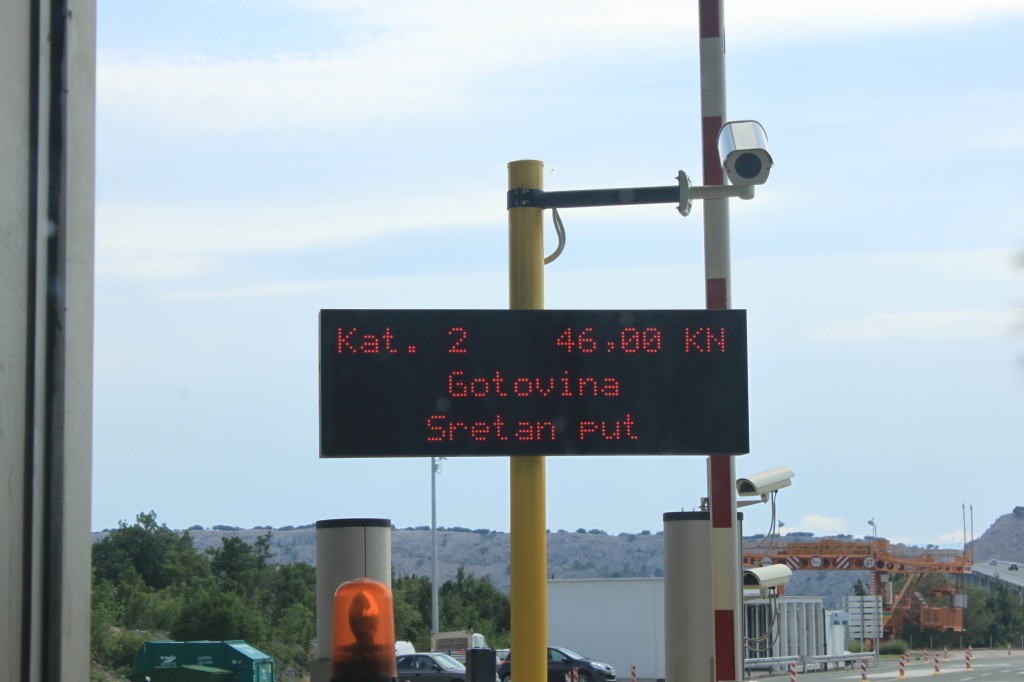 Kat. 2 46,00 KN
Gotovina
Sretan put